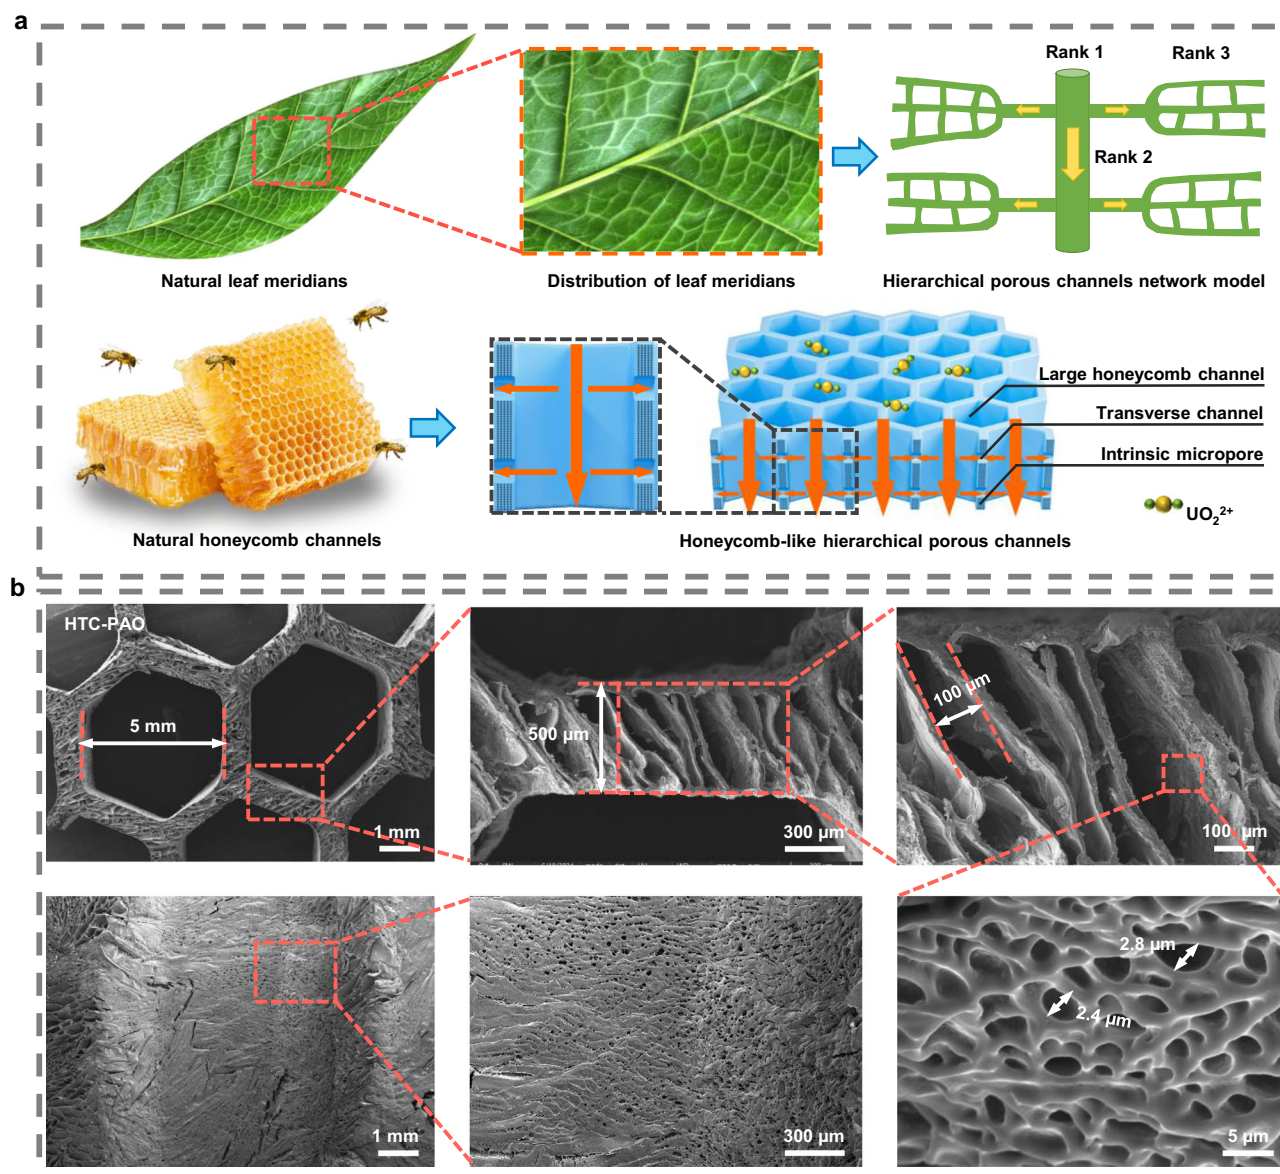 a
Rank 1
Rank 3
Rank 2
Natural leaf meridians
Distribution of leaf meridians
Hierarchical porous channels network model
Large honeycomb channel
Transverse channel
Intrinsic micropore
UO₂²⁺
Natural honeycomb channels
Honeycomb-like hierarchical porous channels
b
HTC-PAO
5 mm
1 mm
500 μm
300 μm
100 μm
100 μm
1 mm
300 μm
2.8 μm
2.4 μm
5 μm